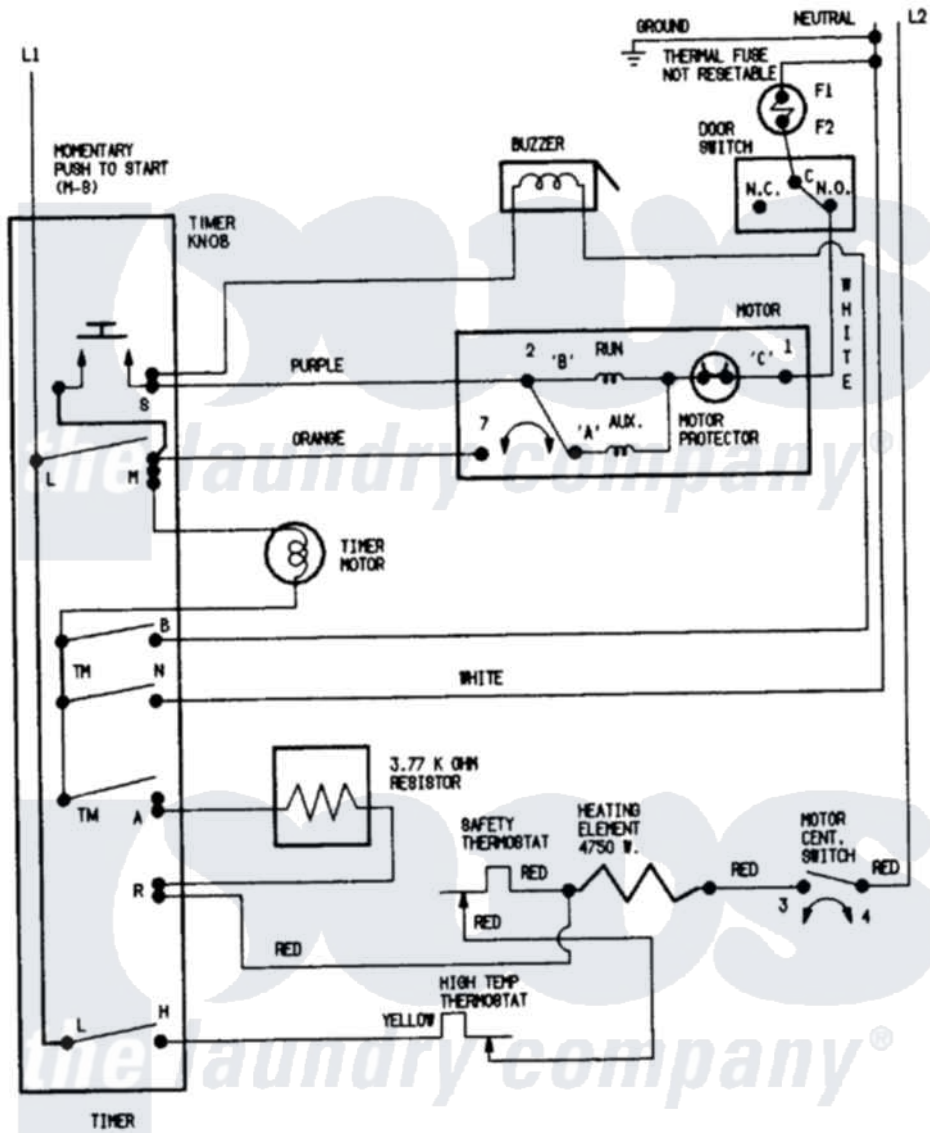 L1
GROUND
NEUTRAL
L2
THERMAL FUSE
NOT RESETABLE
F1
F2
DOOR
SWITCH
N.C.
C
N.O.
BUZZER
MOMENTARY
PUSH TO START
(M-B)
TIMER
KNOB
WHITE
MOTOR
PURPLE
2
'B'
RUN
'C'
1
S
ORANGE
7
'A'
AUX.
MOTOR
PROTECTOR
L
M
the laundry company®
TIMER
MOTOR
B
TM
N
WHITE
3.77 K OHM
RESISTOR
TM
A
SAFETY
THERMOSTAT
HEATING
ELEMENT
4750 W.
MOTOR
CENT.
SWITCH
RED
RED
RED
3
4
R
RED
RED
HIGH TEMP
THERMOSTAT
L
H
YELLOW
the laundry company®
TIMER